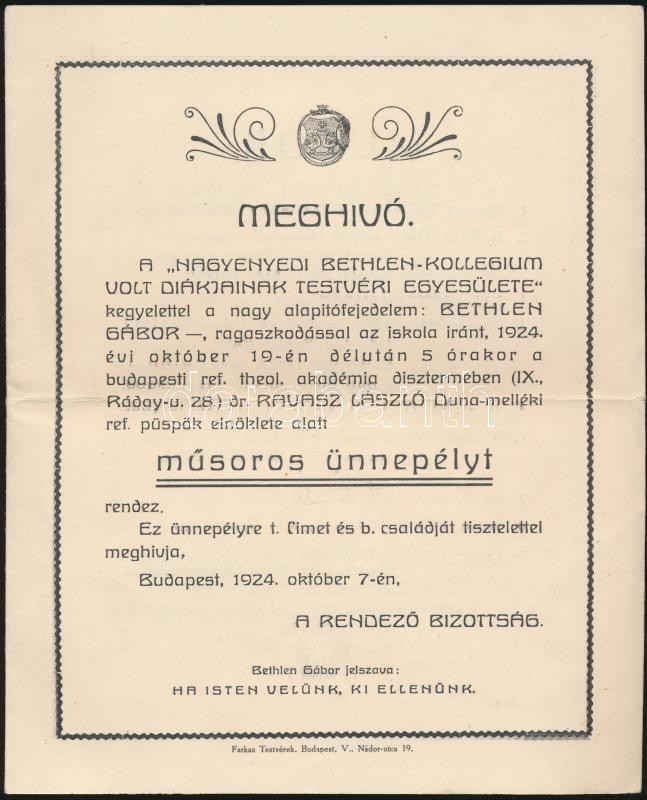 MEGHIVÓ.
A „NAGYENYEDI BETHLEN-KOLLEGIUM
VOLT DIÁKJAINAK TESTVÉRI EGYESÜLETE“
kegyelettel a nagy alapitófejedelem: BETHLEN
GÁBOR —, ragaszkodással az iskola iránt, 1924.
évi október 19-én délután 5 órakor a
budapesti ref. theol. akadémia disztermében (IX.,
Ráday-u. 28.) dr. RAVASZ LÁSZLÓ Duna-melléki
ref. püspök elnöklete alatt
műsoros ünnepélyt
rendez.
Ez ünnepélyre t. Cimet és b. családját tisztelettel
meghivja,
Budapest, 1924. október 7-én,
A RENDEZŐ BIZOTTSÁG.
Bethlen Gábor jelszava:
HA ISTEN VELÜNK, KI ELLENÜNK.
Farkas Testvérek, Budapest, V., Nádor-utca 19.
darabanth